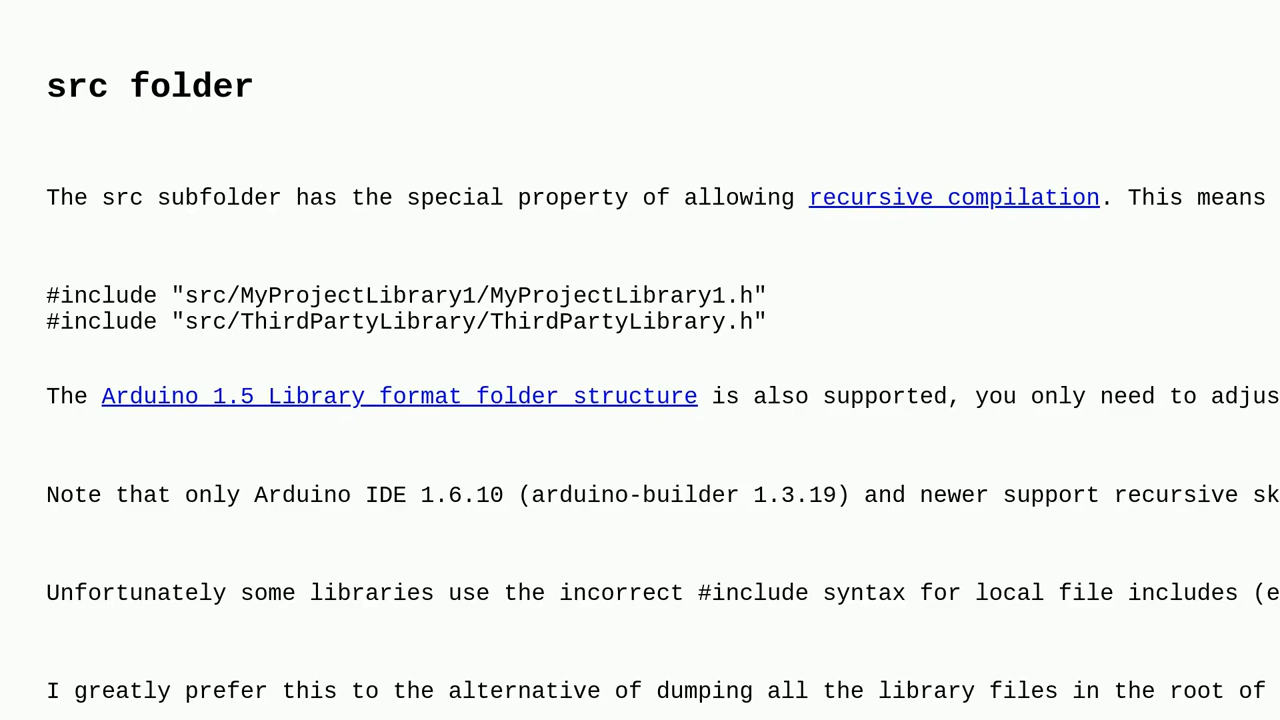 src folder
The src subfolder has the special property of allowing recursive compilation. This means
#include "src/MyProjectLibrary1/MyProjectLibrary1.h"
#include "src/ThirdPartyLibrary/ThirdPartyLibrary.h"
The Arduino 1.5 Library format folder structure is also supported, you only need to adjus
Note that only Arduino IDE 1.6.10 (arduino-builder 1.3.19) and newer support recursive sk
Unfortunately some libraries use the incorrect #include syntax for local file includes (e
I greatly prefer this to the alternative of dumping all the library files in the root of